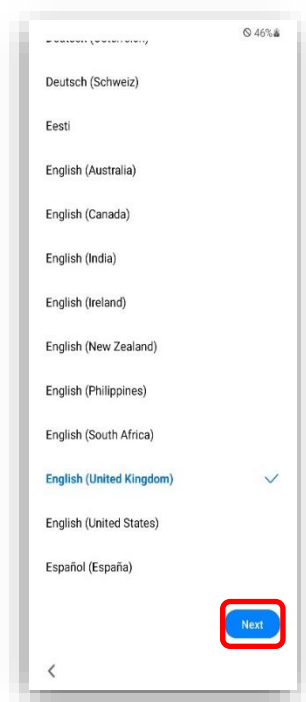 46%
Deutsch (Schweiz)
Eesti
English (Australia)
English (Canada)
English (India)
English (Ireland)
English (New Zealand)
English (Philippines)
English (South Africa)
English (United Kingdom)
English (United States)
Español (España)
Next